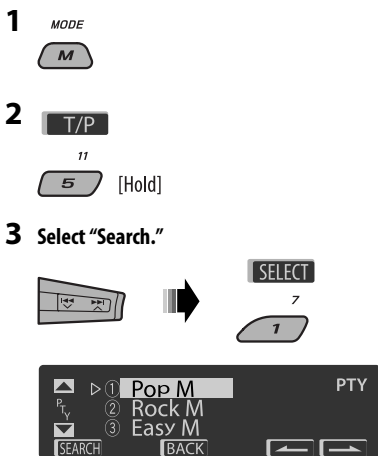 1 MODE
M
2 T/P
11
5 [Hold]
3 Select “Search.”
SELECT
7
1
▷ ① Pop M PTY
PTY ② Rock M
③ Easy M
SEARCH BACK